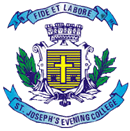 FIDE ET LABORE
ST. JOSEPH'S EVENING COLLEGE